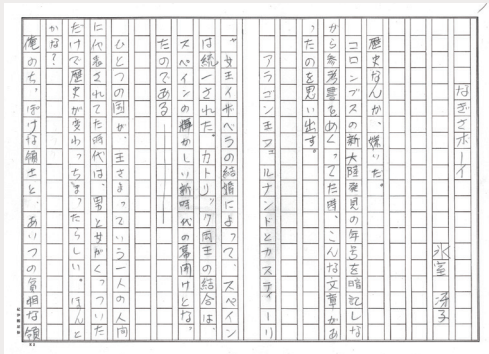 なぎさボーイ
氷室 冴子
歴史なんか、嫌いだ。
コロンブスの新大陸発見の年号を暗記しな
がら参考書をめくってた時、こんな文章があ
ったのを思い出す。
アラゴン王フェルナンドとカスティーリ
ャ女王イサベラの結婚によって、スペイン
は統一された。カトリック両王の結合は、
スペインの輝かしい新時代の幕開けとな
たのである――――
ひとつの国が、王さまっていう一人の人間
に代表されてた時代は、男と女がくっついた
だけで歴史が変わっちまったらしい。ほんと
かな？
俺のち、ぽけな領土と、あいつの気相な領